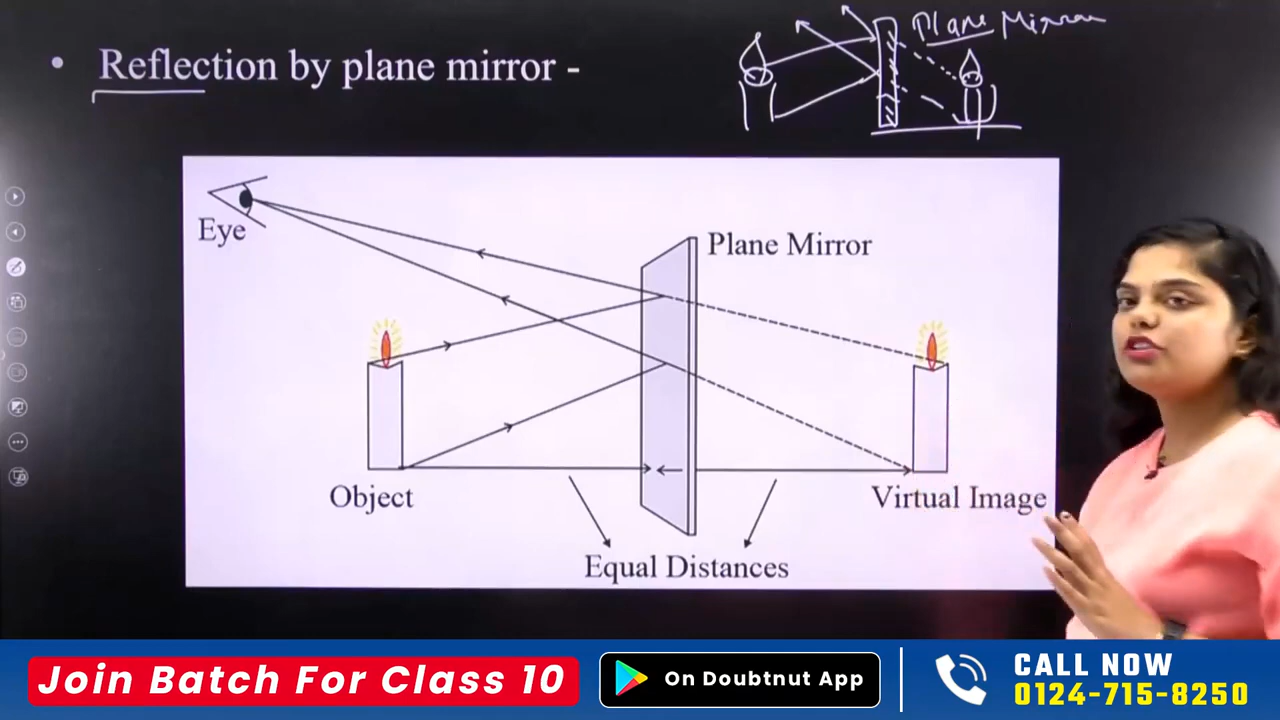 • Reflection by plane mirror -
Plane Mirror
Eye
Plane Mirror
Object
Virtual Image
Equal Distances
Join Batch For Class 10
On Doubtnut App
CALL NOW
0124-715-8250